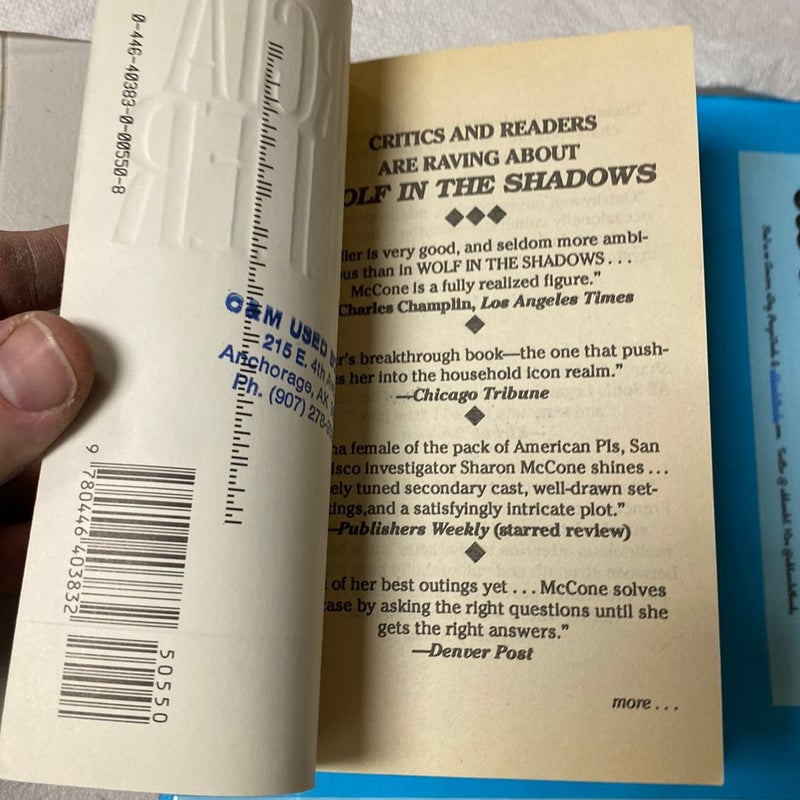 0-446-40383-0-00550-8
C&M USED
215 E. 4th
Anchorage, AK
Ph. (907) 278-
9 780446 403832
50550
CRITICS AND READERS
ARE RAVING ABOUT
OLF IN THE SHADOWS
ller is very good, and seldom more ambi-
us than in WOLF IN THE SHADOWS . . .
McCone is a fully realized figure.”
Charles Champlin, Los Angeles Times
r’s breakthrough book—the one that push-
s her into the household icon realm.”
—Chicago Tribune
ha female of the pack of American PIs, San
isco Investigator Sharon McCone shines . . .
ely tuned secondary cast, well-drawn set-
ings,and a satisfyingly intricate plot.”
—Publishers Weekly (starred review)
of her best outings yet . . . McCone solves
ase by asking the right questions until she
gets the right answers.”
—Denver Post
more . . .